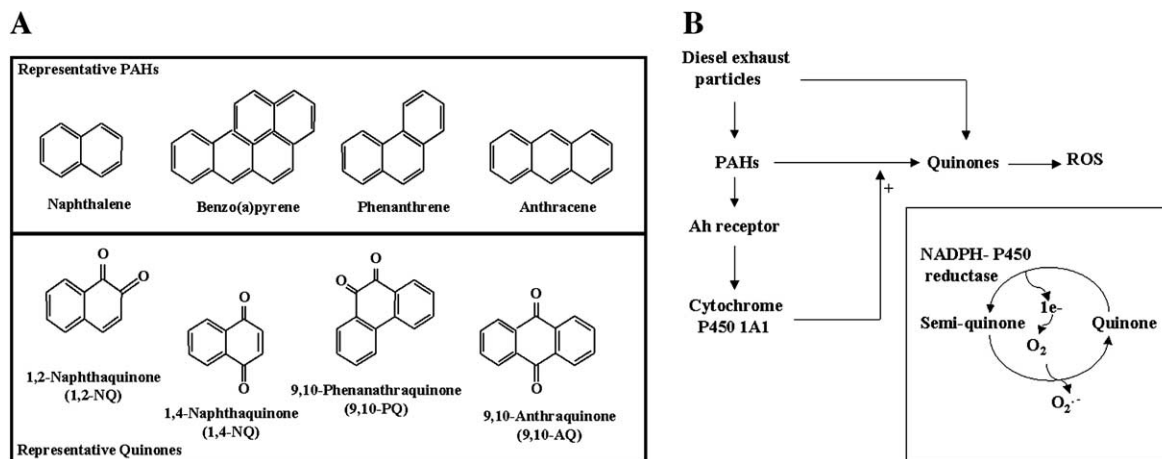 A
Representative PAHs
Naphthalene
Benzo(a)pyrene
Phenanthrene
Anthracene
O
O
O
O
O
O
O
O
1,2-Naphthaquinone
(1,2-NQ)
1,4-Naphthaquinone
(1,4-NQ)
9,10-Phenanathraquinone
(9,10-PQ)
9,10-Anthraquinone
(9,10-AQ)
Representative Quinones
B
Diesel exhaust
particles
PAHs
Quinones
ROS
+
Ah receptor
Cytochrome
P450 1A1
NADPH- P450
reductase
1e-
Semi-quinone
Quinone
O2
O2·-